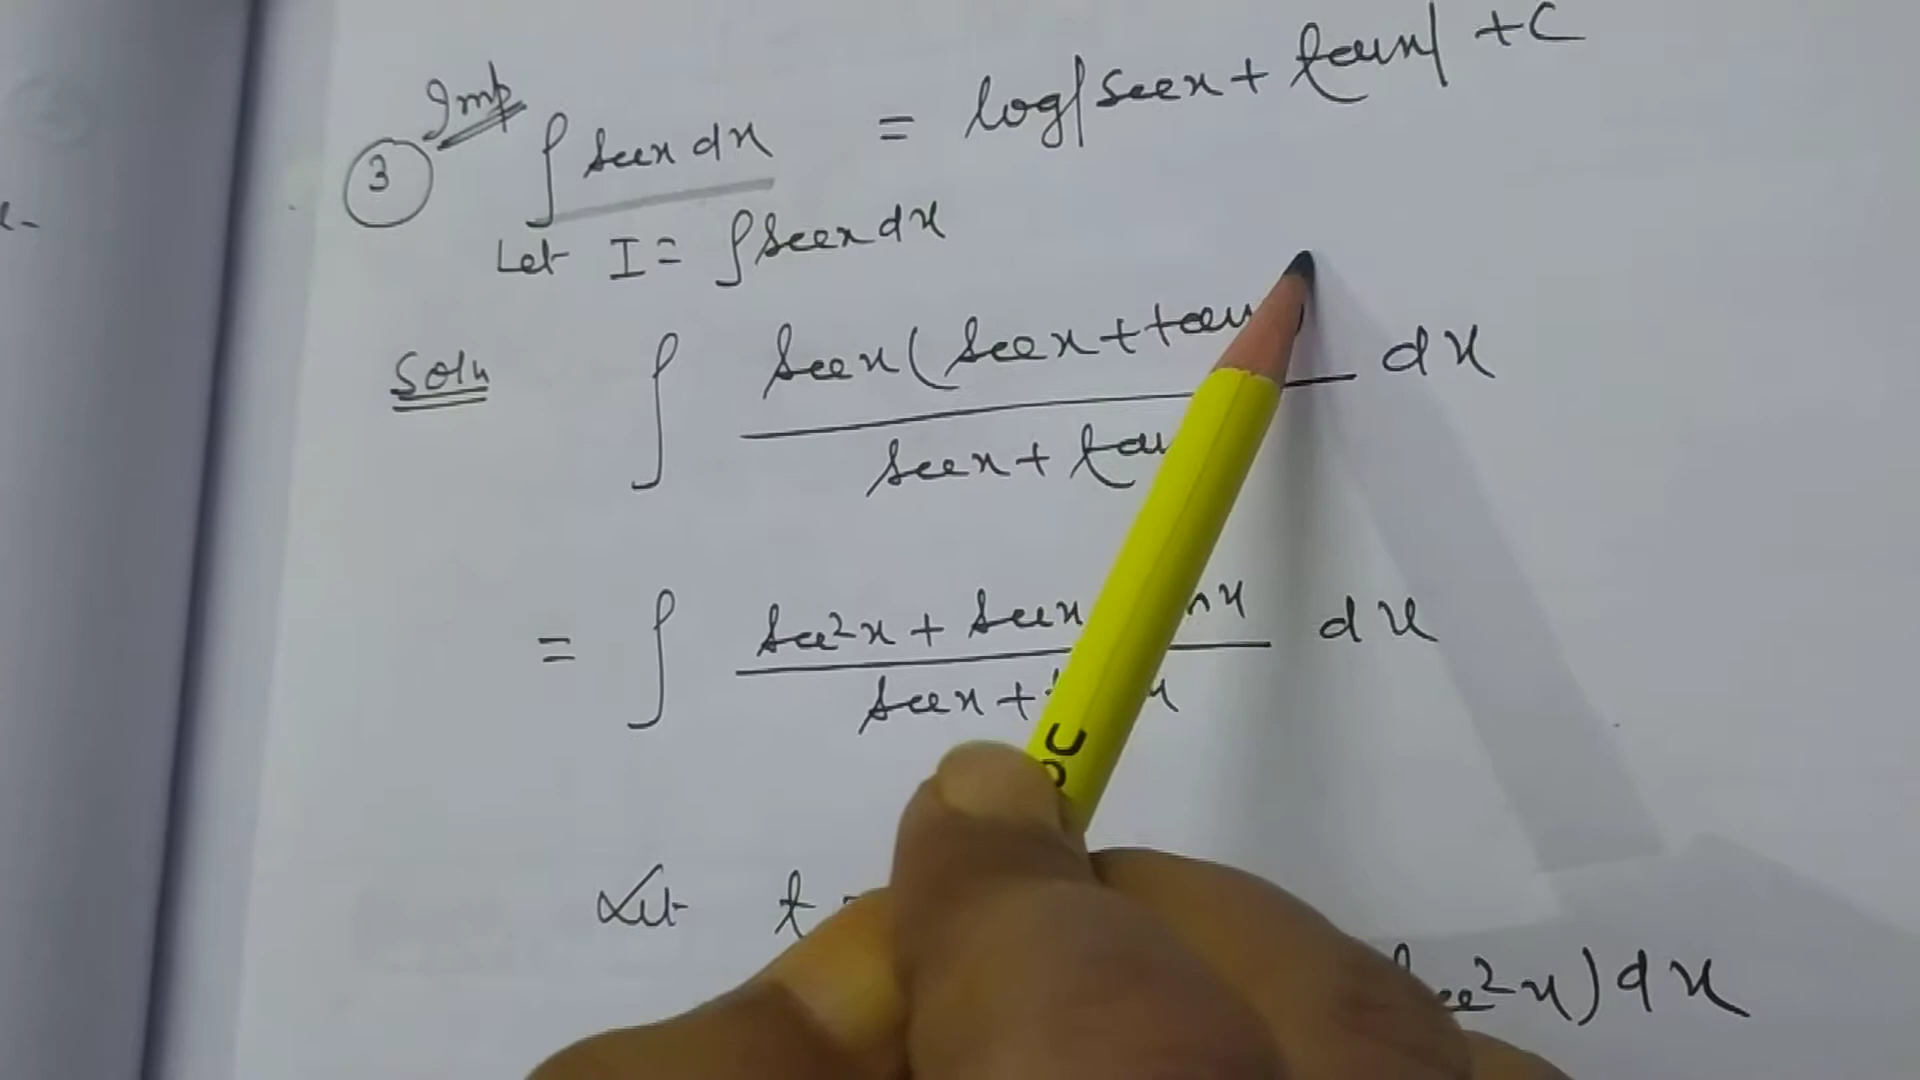 Imp
③ ∫ secx dx = log|secx + tanx| + C
Let I = ∫ secx dx
Soln ∫ secx(secx + tan) / secx + ta dx
= ∫ sec²x + secx nx / secx + x dx
Let t =
sec²x) dx